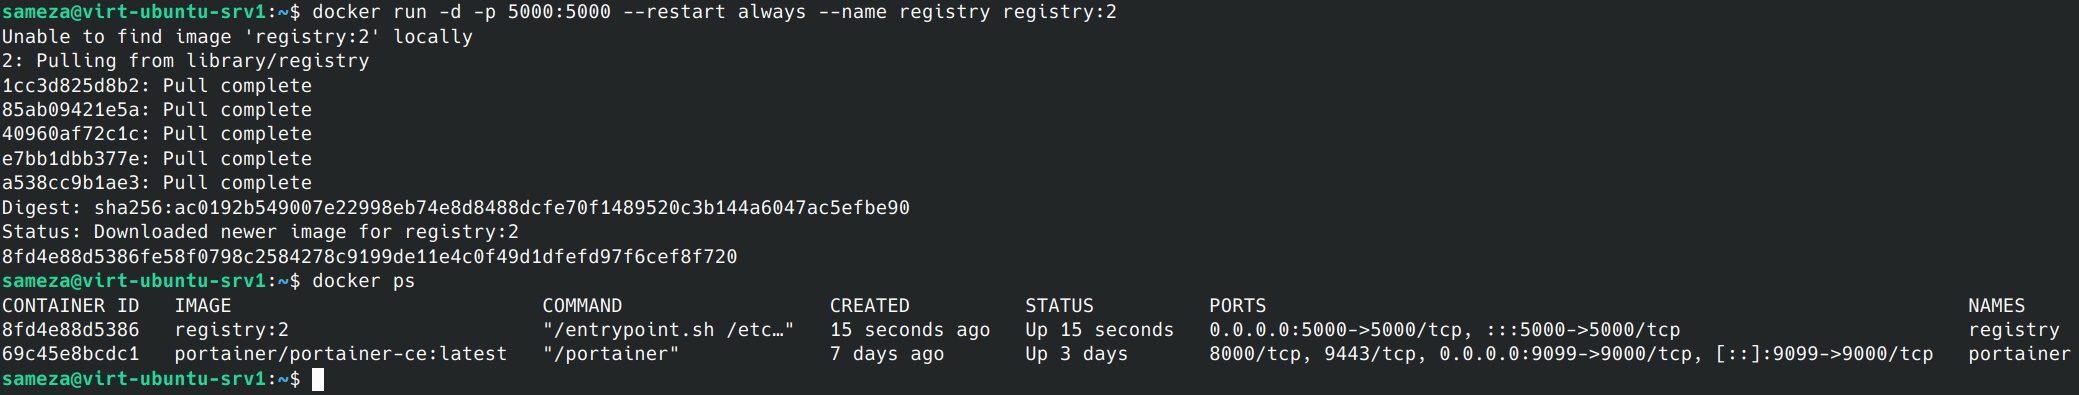 sameza@virt-ubuntu-srv1:~$ docker run -d -p 5000:5000 --restart always --name registry registry:2
Unable to find image 'registry:2' locally
2: Pulling from library/registry
1cc3d825d8b2: Pull complete
85ab09421e5a: Pull complete
40960af72c1c: Pull complete
e7bb1dbb377e: Pull complete
a538cc9b1ae3: Pull complete
Digest: sha256:ac0192b549007e22998eb74e8d8488dcfe70f1489520c3b144a6047ac5efbe90
Status: Downloaded newer image for registry:2
8fd4e88d5386fe58f0798c2584278c9199de11e4c0f49d1dfefd97f6cef8f720
sameza@virt-ubuntu-srv1:~$ docker ps
CONTAINER ID   IMAGE                           COMMAND                  CREATED          STATUS          PORTS                                                             NAMES
8fd4e88d5386   registry:2                      "/entrypoint.sh /etc…"   15 seconds ago   Up 15 seconds   0.0.0.0:5000->5000/tcp, :::5000->5000/tcp                         registry
69c45e8bcdc1   portainer/portainer-ce:latest   "/portainer"             7 days ago       Up 3 days       8000/tcp, 9443/tcp, 0.0.0.0:9099->9000/tcp, [::]:9099->9000/tcp   portainer
sameza@virt-ubuntu-srv1:~$